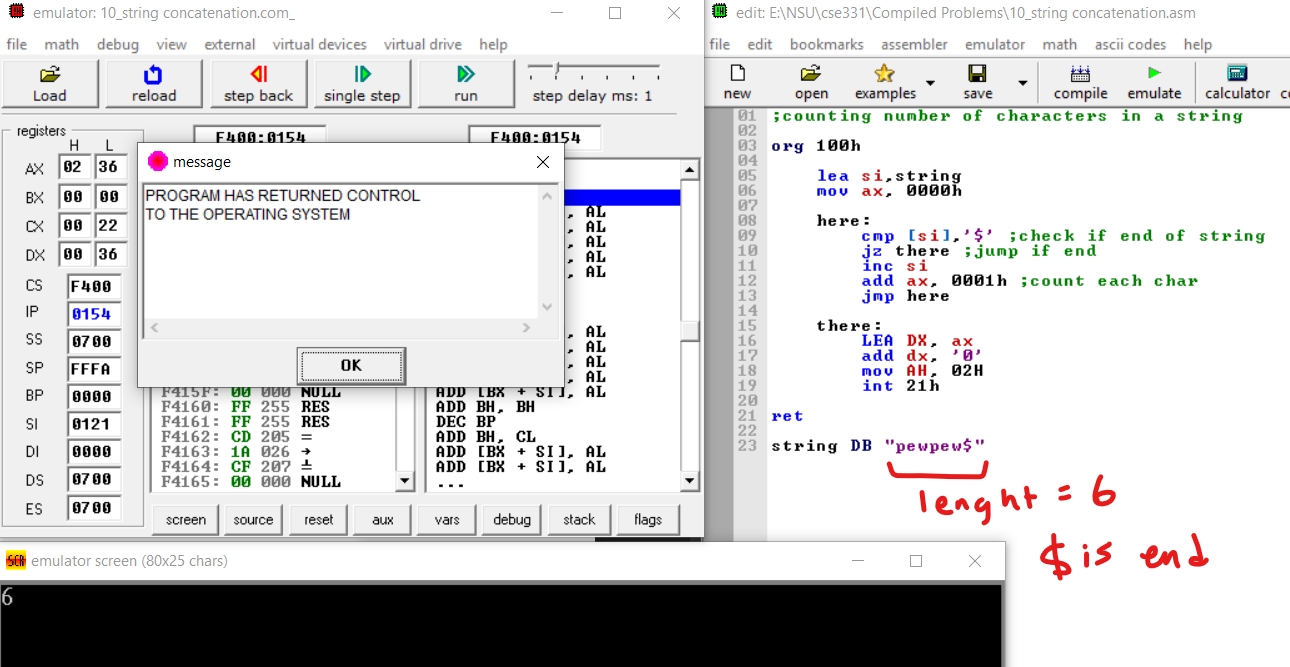 emulator: 10_string concatenation.com_
file math debug view external virtual devices virtual drive help
Load reload step back single step run step delay ms: 1
registers
H L
AX 02 36
BX 00 00
CX 00 22
DX 00 36
CS F400
IP 0154
SS 0700
SP FFFA
BP 0000
SI 0121
DI 0000
DS 0700
ES 0700
F400:0154 F400:0154
message
PROGRAM HAS RETURNED CONTROL
TO THE OPERATING SYSTEM
OK
, AL
, AL
, AL
, AL
, AL
, AL
, AL
, AL
, AL
F415F: 00 000 NULL ADD [BX + SI], AL
F4160: FF 255 RES ADD BH, BH
F4161: FF 255 RES DEC BP
F4162: CD 205 = ADD BH, CL
F4163: 1A 026 → ADD [BX + SI], AL
F4164: CF 207 ╧ ADD [BX + SI], AL
F4165: 00 000 NULL ...
screen source reset aux vars debug stack flags
SCR emulator screen (80x25 chars)
6
edit: E:\NSU\cse331\Compiled Problems\10_string concatenation.asm
file edit bookmarks assembler emulator math ascii codes help
new open examples save compile emulate calculator co
01 ;counting number of characters in a string
02
03 org 100h
04
05 lea si,string
06 mov ax, 0000h
07
08 here:
09 cmp [si],'$' ;check if end of string
10 jz there ;jump if end
11 inc si
12 add ax, 0001h ;count each char
13 jmp here
14
15 there:
16 LEA DX, ax
17 add dx, '0'
18 mov AH, 02H
19 int 21h
20
21 ret
22
23 string DB "pewpew$"
lenght = 6
$ is end